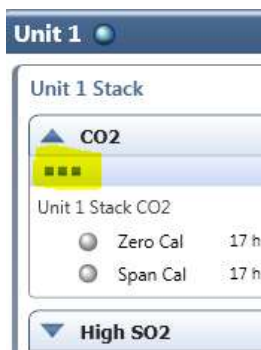 Unit 1
Unit 1 Stack
CO2
Unit 1 Stack CO2
Zero Cal 17 h
Span Cal 17 h
High SO2